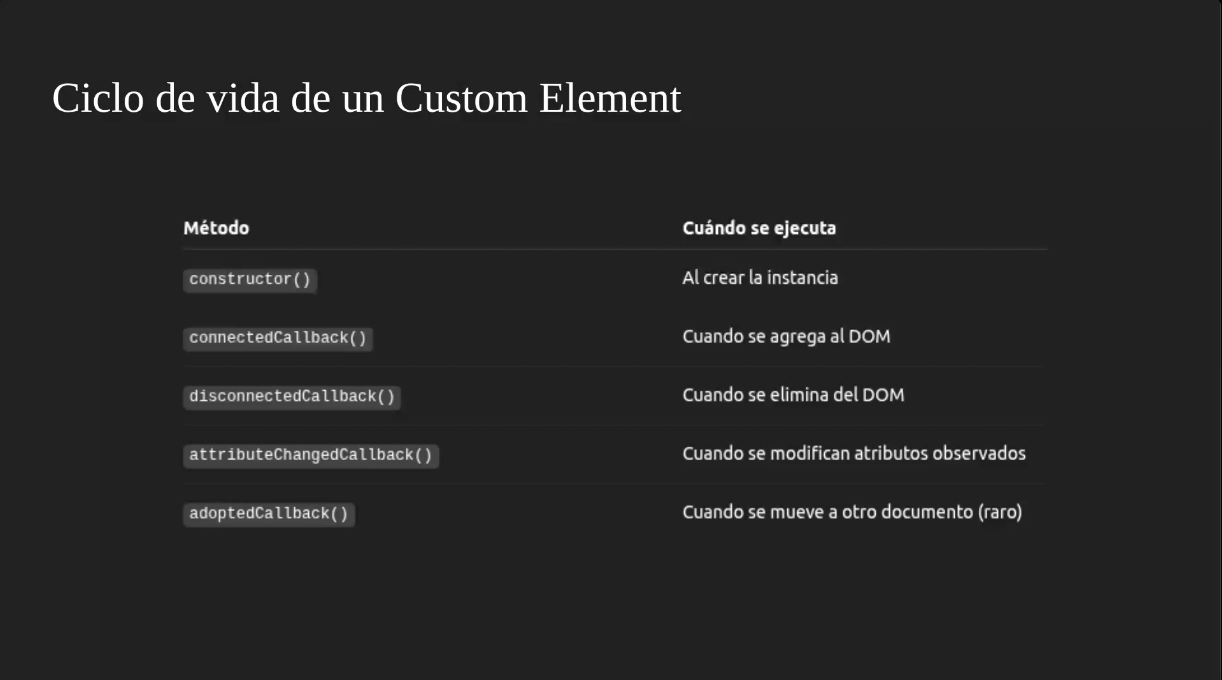 Ciclo de vida de un Custom Element
Método Cuándo se ejecuta
constructor() Al crear la instancia
connectedCallback() Cuando se agrega al DOM
disconnectedCallback() Cuando se elimina del DOM
attributeChangedCallback() Cuando se modifican atributos observados
adoptedCallback() Cuando se mueve a otro documento (raro)